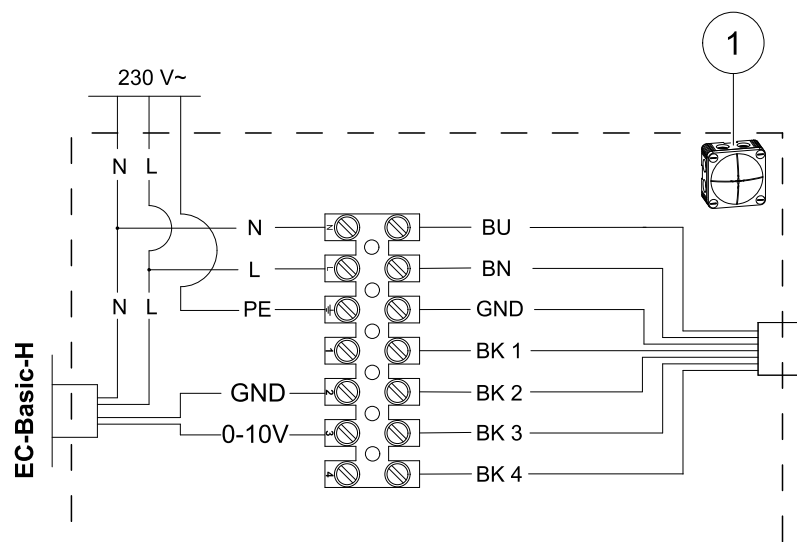 1
230 V~
N L
N N BU
L L BN
PE ⏚ GND
N L
1 BK 1
GND 2 BK 2
0-10V 3 BK 3
4 BK 4
EC-Basic-H